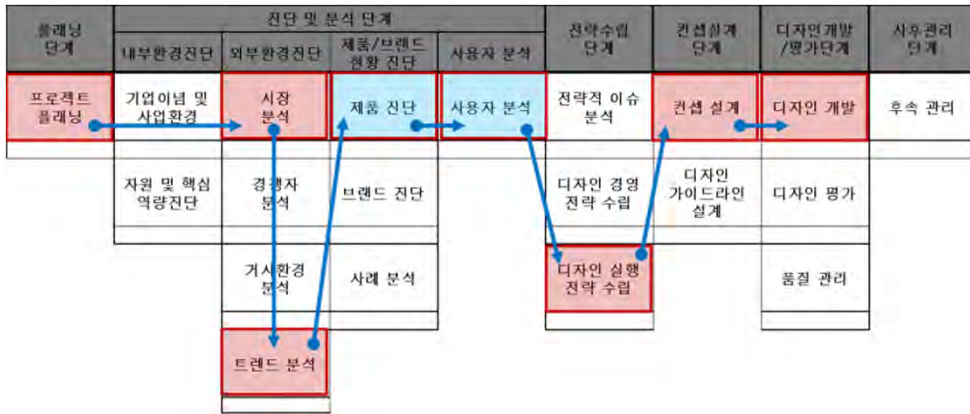 플래닝
단계
진단 및 분석 단계
전략수립
단계
컨셉설계
단계
디자인개발
/평가단계
사후관리
단계
내부환경진단
외부환경진단
제품/브랜드
현황 진단
사용자 분석
프로젝트
플래닝
기업이념 및
사업환경
시장
분석
제품 진단
사용자 분석
전략적 이슈
분석
컨셉 설계
디자인 개발
후속 관리
자원 및 핵심
역량진단
경쟁자
분석
브랜드 진단
디자인 경영
전략 수립
디자인
가이드라인
설계
디자인 평가
거시환경
분석
사례 분석
디자인 실행
전략 수립
품질 관리
트렌드 분석